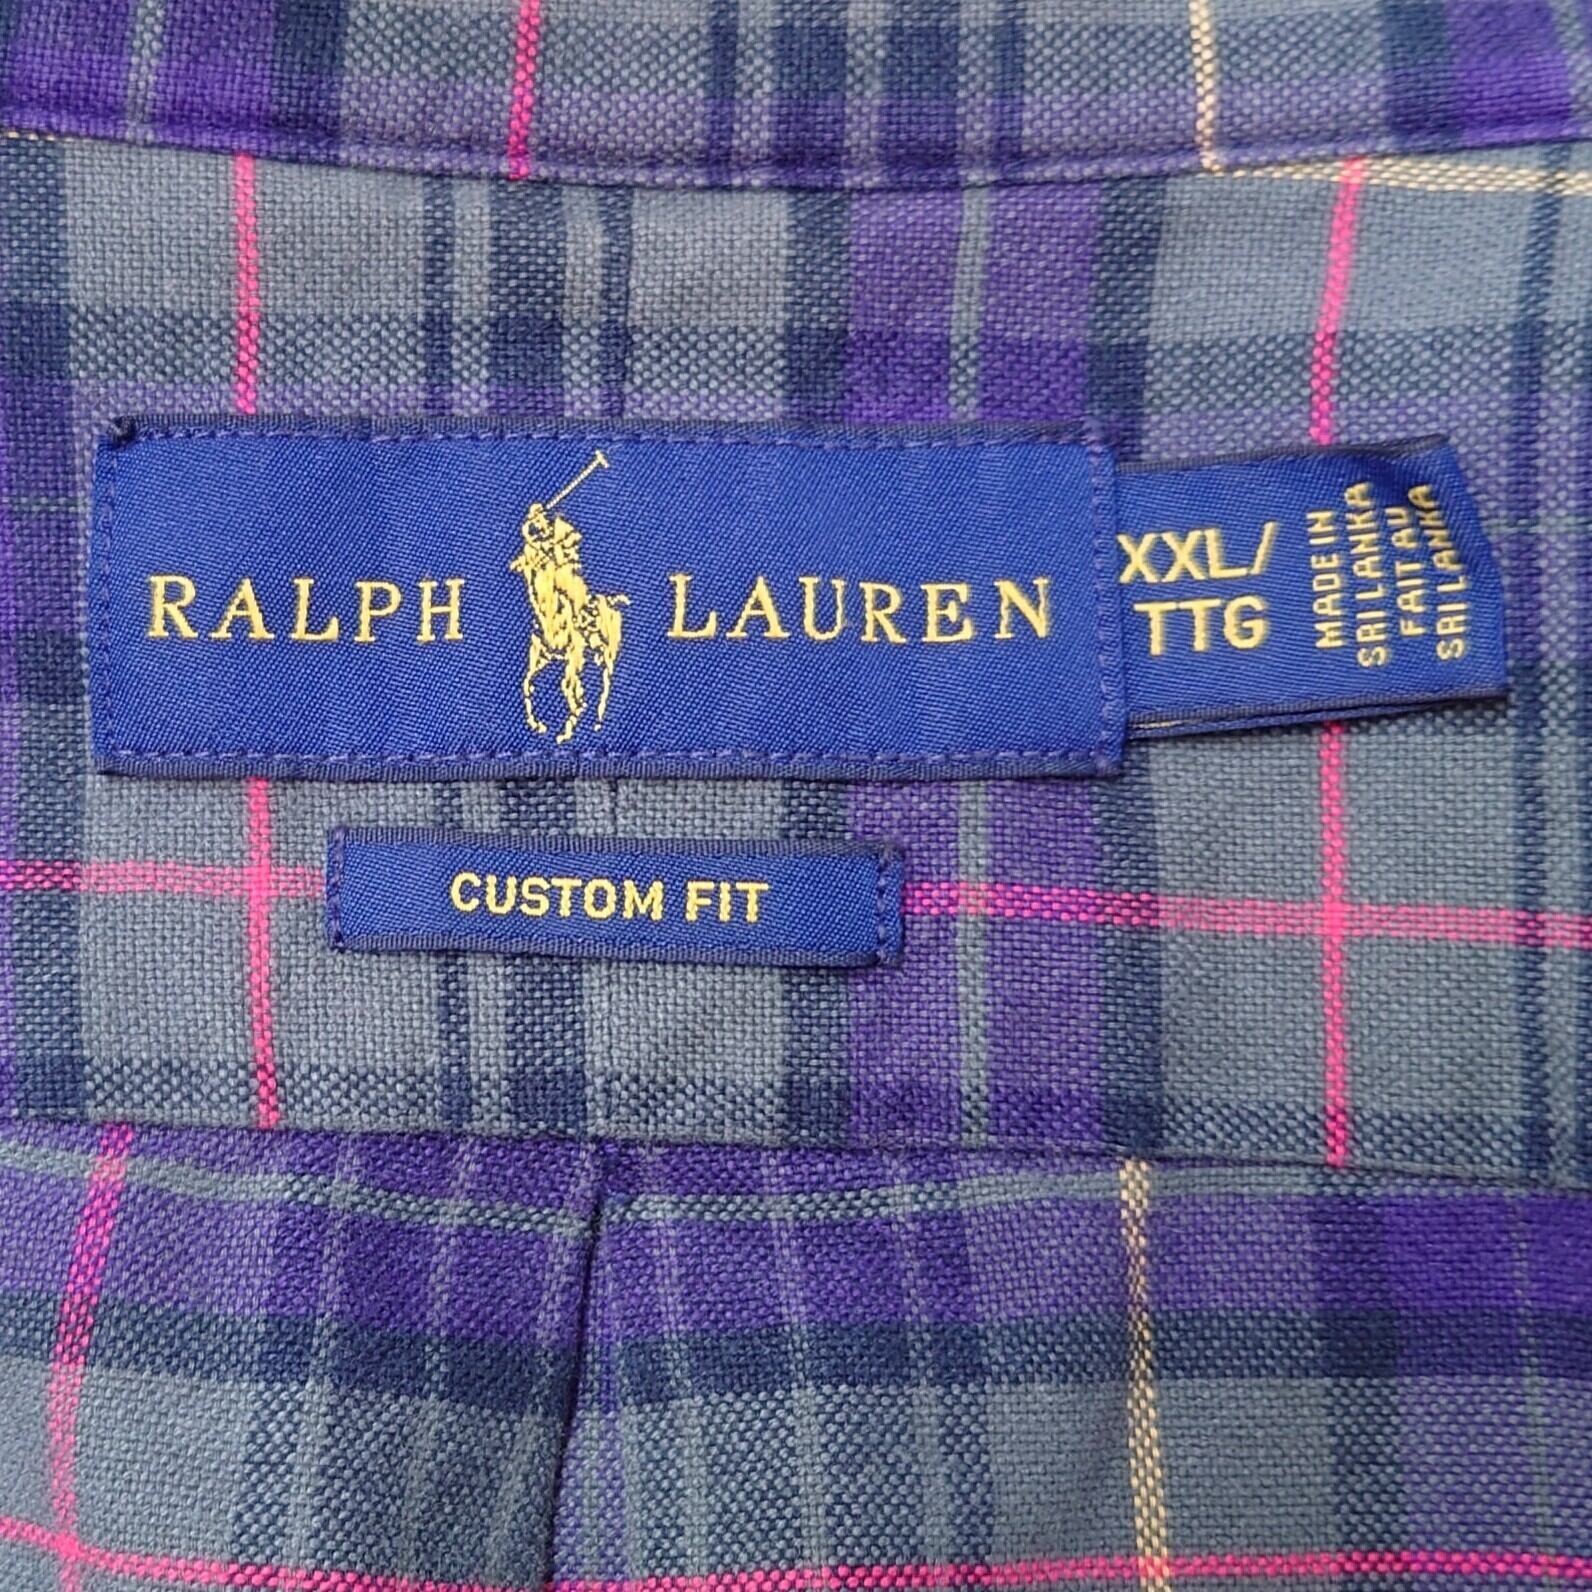 RALPH LAUREN
XXL/
TTG
MADE IN
SRI LANKA
FAIT AU
SRI LANKA
CUSTOM FIT